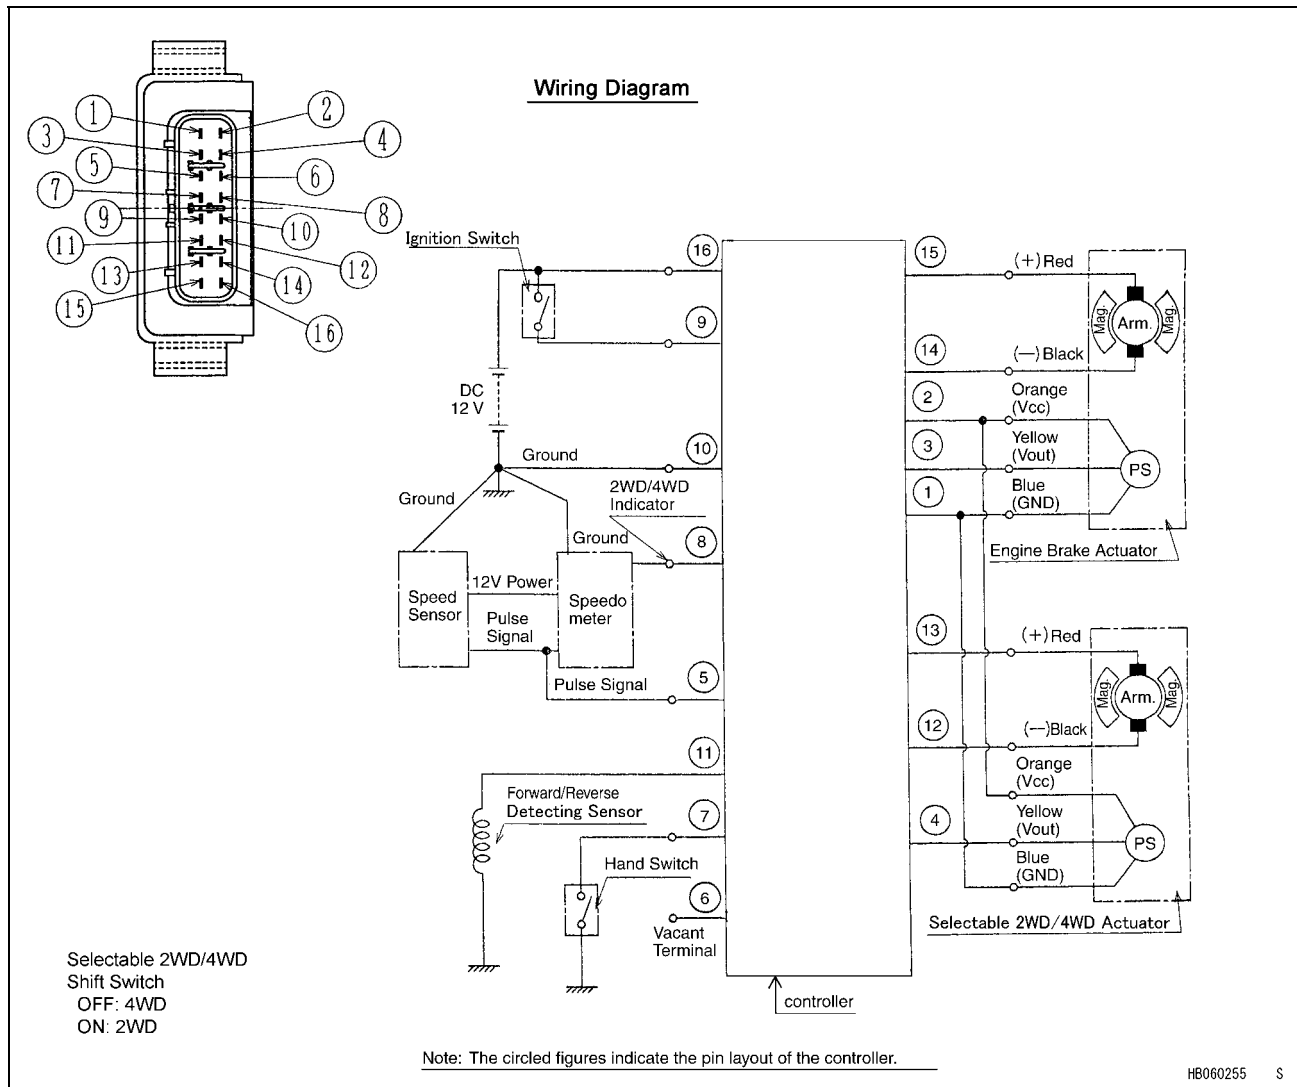 Wiring Diagram
1
2
3
4
5
6
7
8
9
10
11
12
13
14
15
16
Ignition Switch
16
9
DC
12 V
Ground
10
Ground
2WD/4WD
Indicator
Ground
8
Speed
Sensor
12V Power
Speedo
meter
Pulse
Signal
Pulse Signal
5
11
Forward/Reverse
Detecting Sensor
7
Hand Switch
6
Vacant
Terminal
controller
15
(+) Red
Mag.
Arm.
Mag.
14
(—) Black
2
Orange
(Vcc)
3
Yellow
(Vout)
PS
1
Blue
(GND)
Engine Brake Actuator
13
(+) Red
Mag.
Arm.
Mag.
12
(—)Black
Orange
(Vcc)
4
Yellow
(Vout)
PS
Blue
(GND)
Selectable 2WD/4WD Actuator
Selectable 2WD/4WD
Shift Switch
OFF: 4WD
ON: 2WD
Note: The circled figures indicate the pin layout of the controller.
HB060255 S